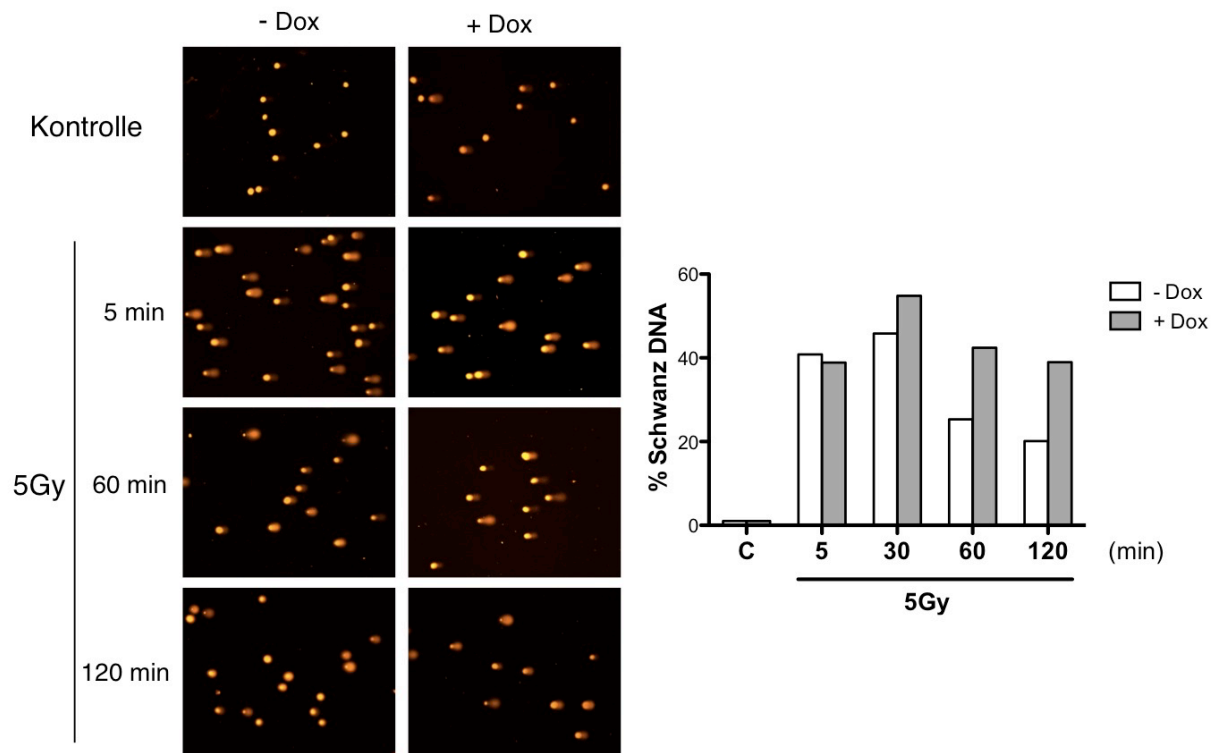 - Dox
+ Dox
Kontrolle
5 min
5Gy
60 min
120 min
60
40
20
0
% Schwanz DNA
C 5 30 60 120 (min)
5Gy
- Dox
+ Dox